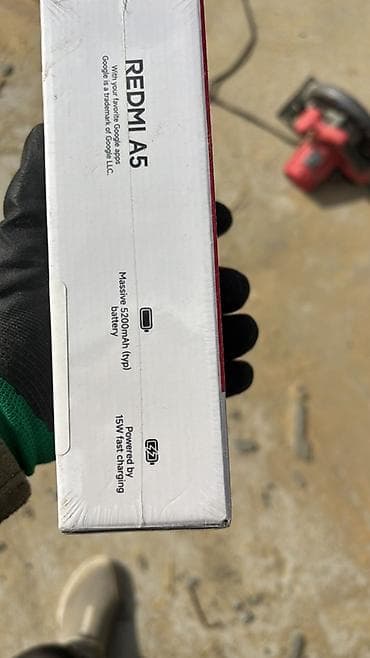 REDMI A5
With your favorite Google apps
Google is a trademark of Google LLC.
Massive 5200mAh (typ)
battery
Powered by
15W fast charging